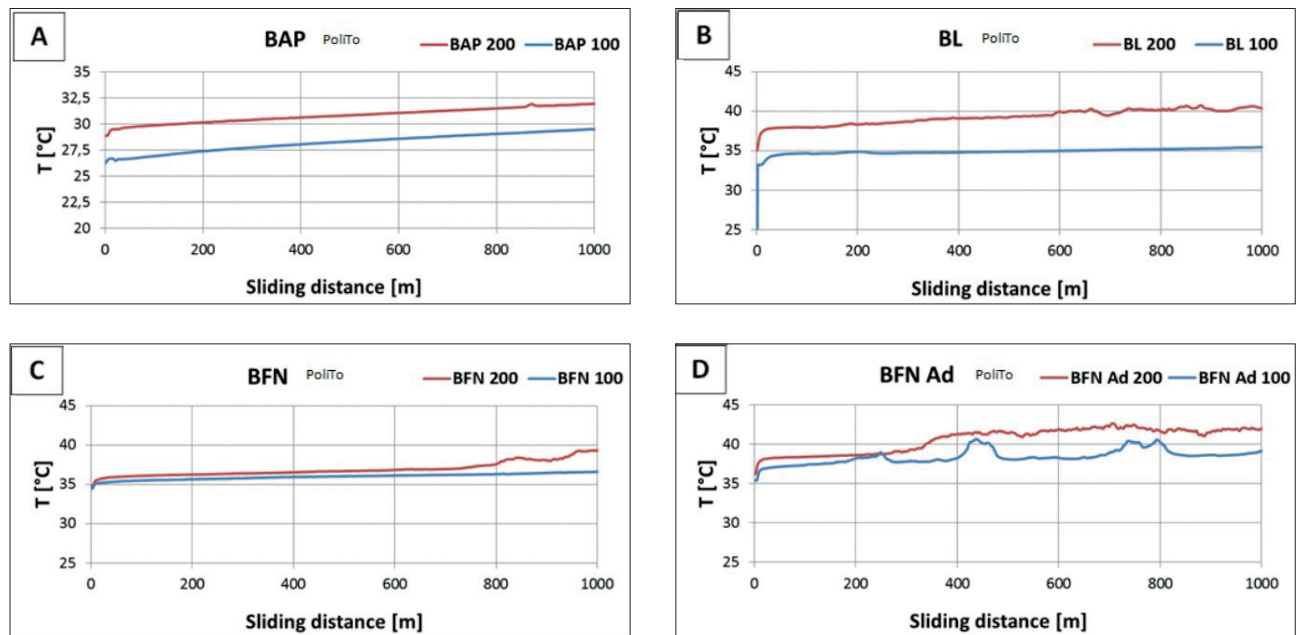 A
BAP PoliTo BAP 200 BAP 100
35
32,5
30
27,5
25
22,5
20
T [°C]
0 200 400 600 800 1000
Sliding distance [m]
B
BL PoliTo BL 200 BL 100
45
40
35
30
25
T [°C]
0 200 400 600 800 1000
Sliding distance [m]
C
BFN PoliTo BFN 200 BFN 100
45
40
35
30
25
T [°C]
0 200 400 600 800 1000
Sliding distance [m]
D
BFN Ad PoliTo BFN Ad 200 BFN Ad 100
45
40
35
30
25
T [°C]
0 200 400 600 800 1000
Sliding distance [m]